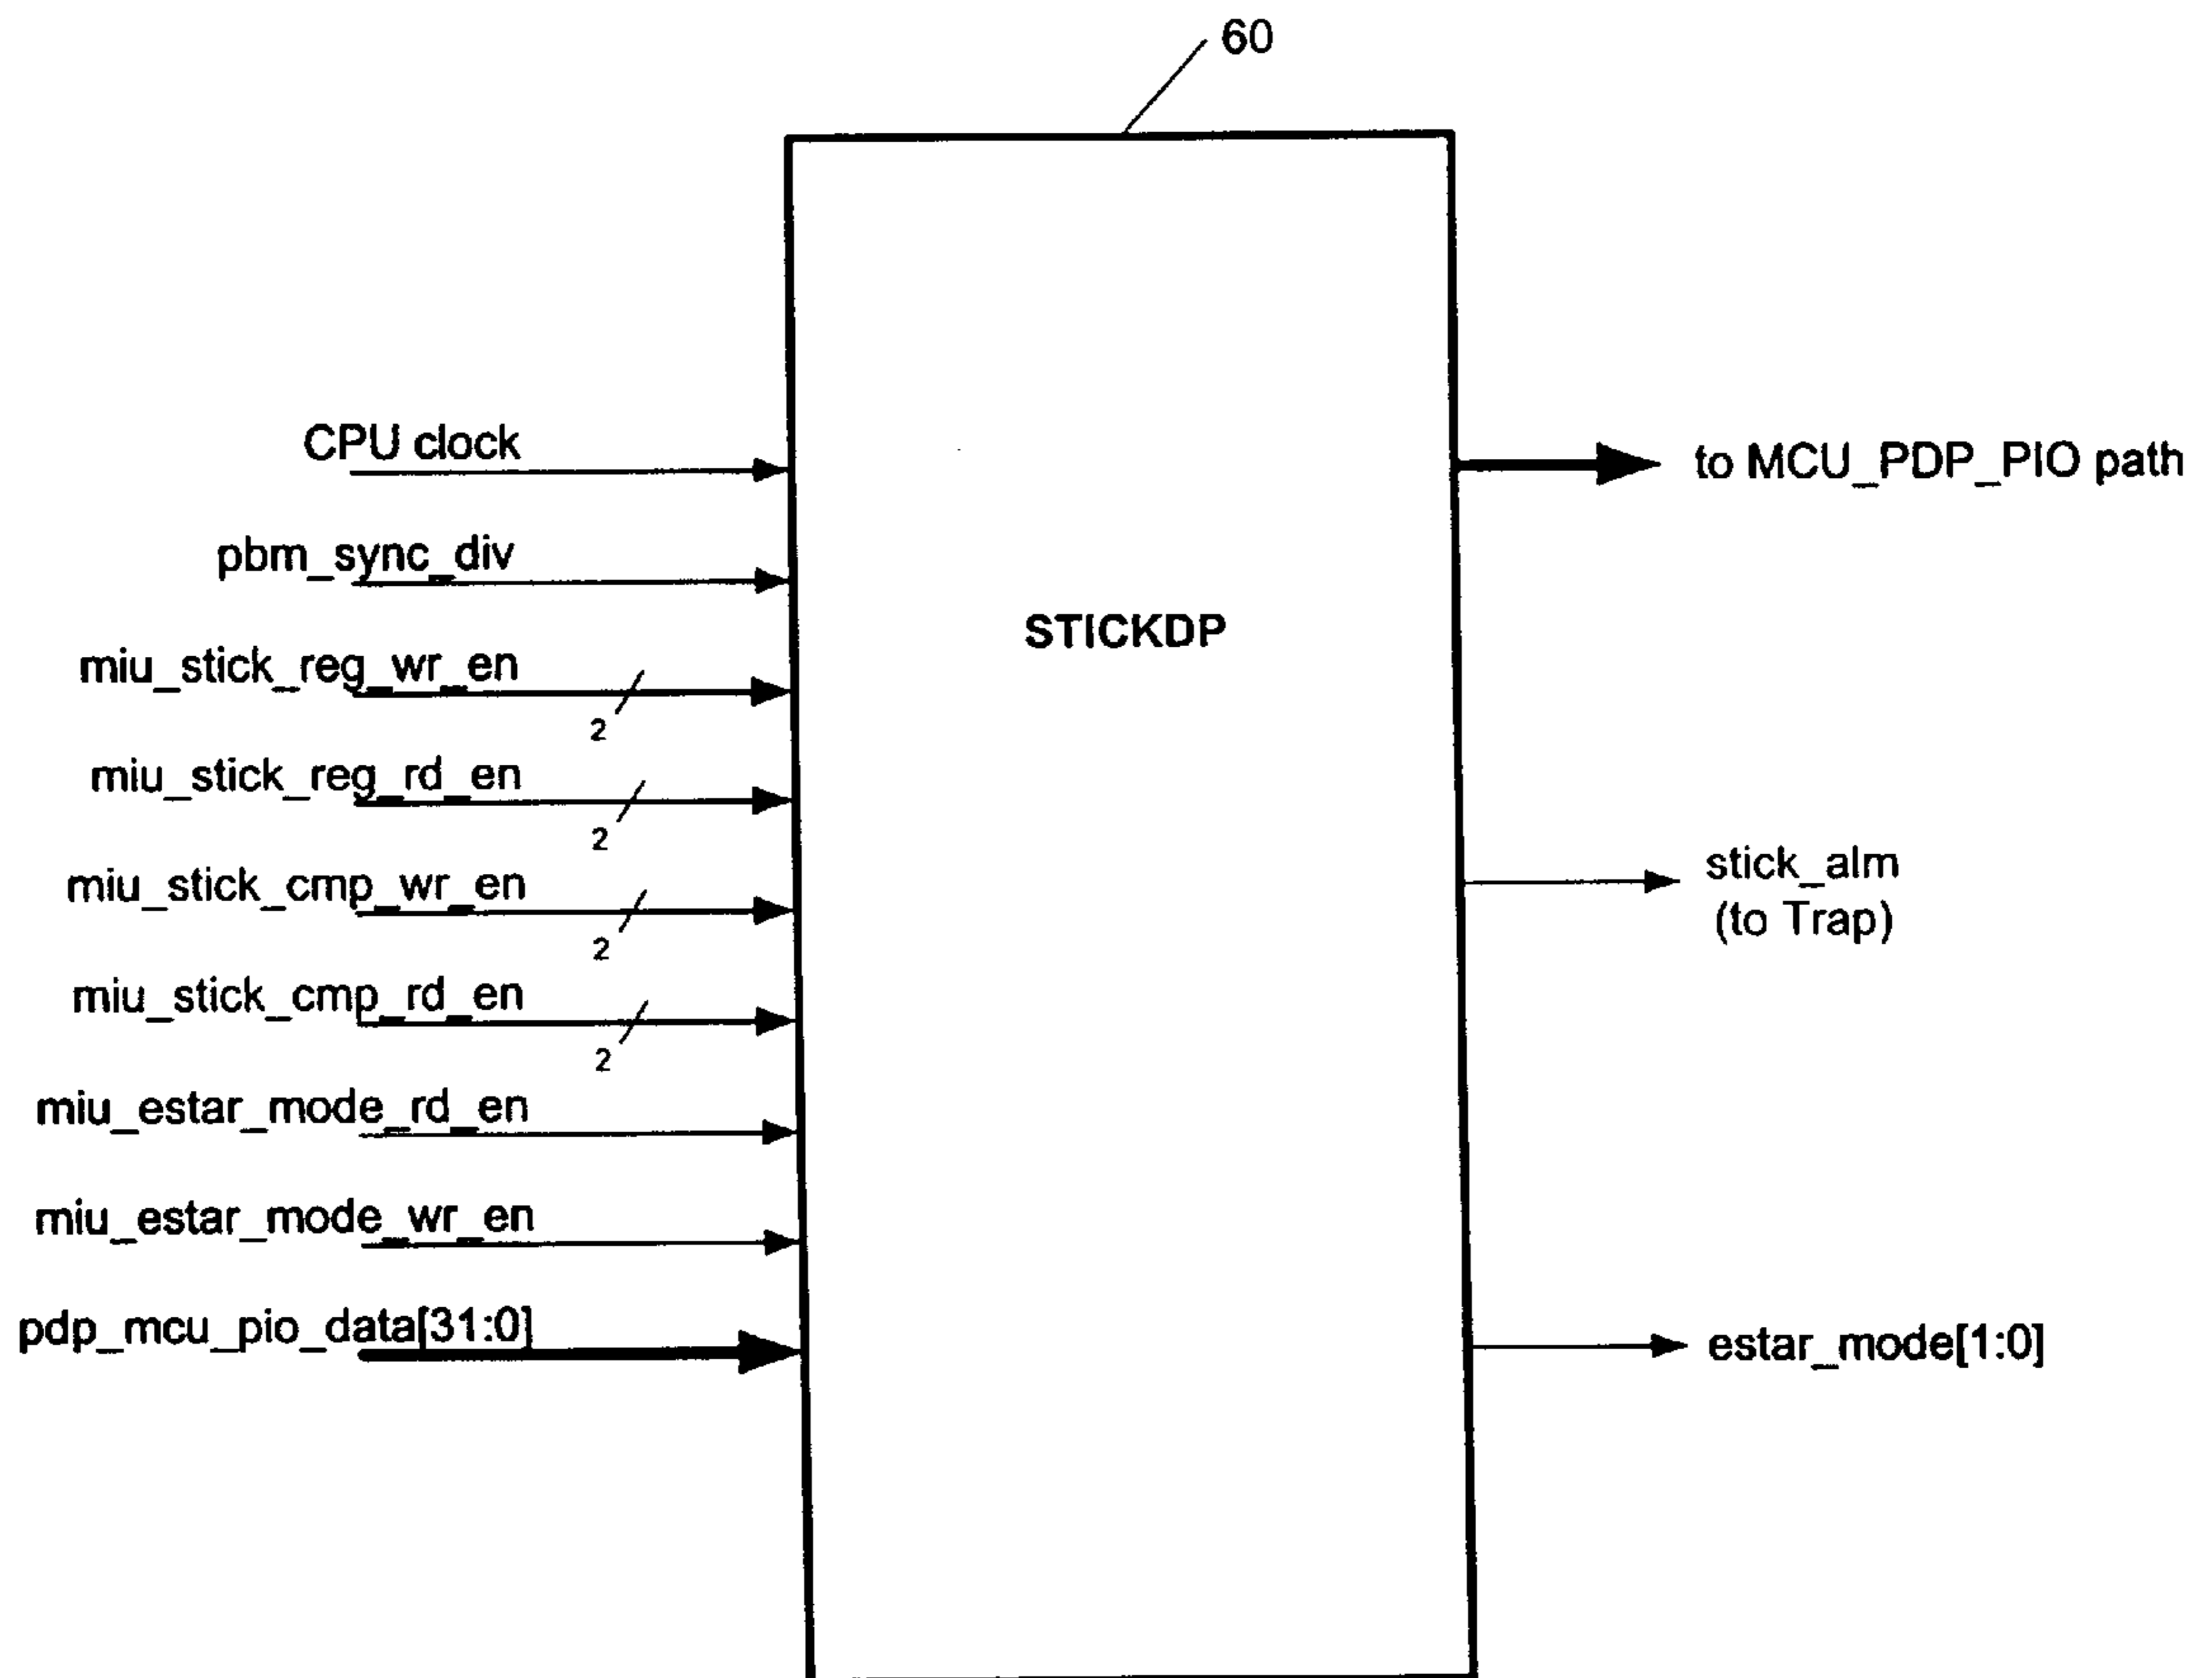 60
CPU clock
pbm_sync_div
miu_stick_reg_wr_en
2
miu_stick_reg_rd_en
2
miu_stick_cmp_wr_en
2
miu_stick_cmp_rd_en
2
miu_estar_mode_rd_en
miu_estar_mode_wr_en
pdp_mcu_pio_data[31:0]
STICKDP
to MCU_PDP_PIO path
stick_alm
(to Trap)
estar_mode[1:0]